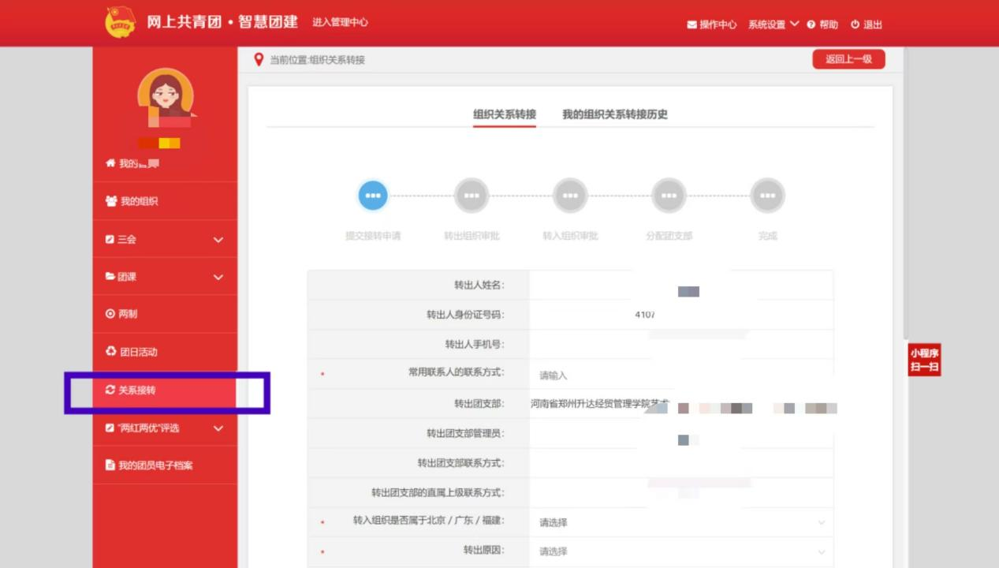 网上共青团·智慧团建 进入管理中心
操作中心 系统设置 帮助 退出
当前位置:组织关系转接
返回上一级
组织关系转接 我的组织关系转接历史
我的首页
我的组织
三会
团课
两制
团日活动
关系接转
"两红两优"评选
我的团员电子档案
提交接转申请 转出组织审批 转入组织审批 分配团支部 完成
转出人姓名:
转出人身份证号码: 4107
转出人手机号:
* 常用联系人的联系方式: 请输入
转出团支部: 河南省郑州升达经贸管理学院艺术
转出团支部管理员:
转出团支部联系方式:
转出团支部的直属上级联系方式:
* 转入组织是否属于北京 / 广东 / 福建: 请选择
* 转出原因: 请选择
小程序
扫一扫